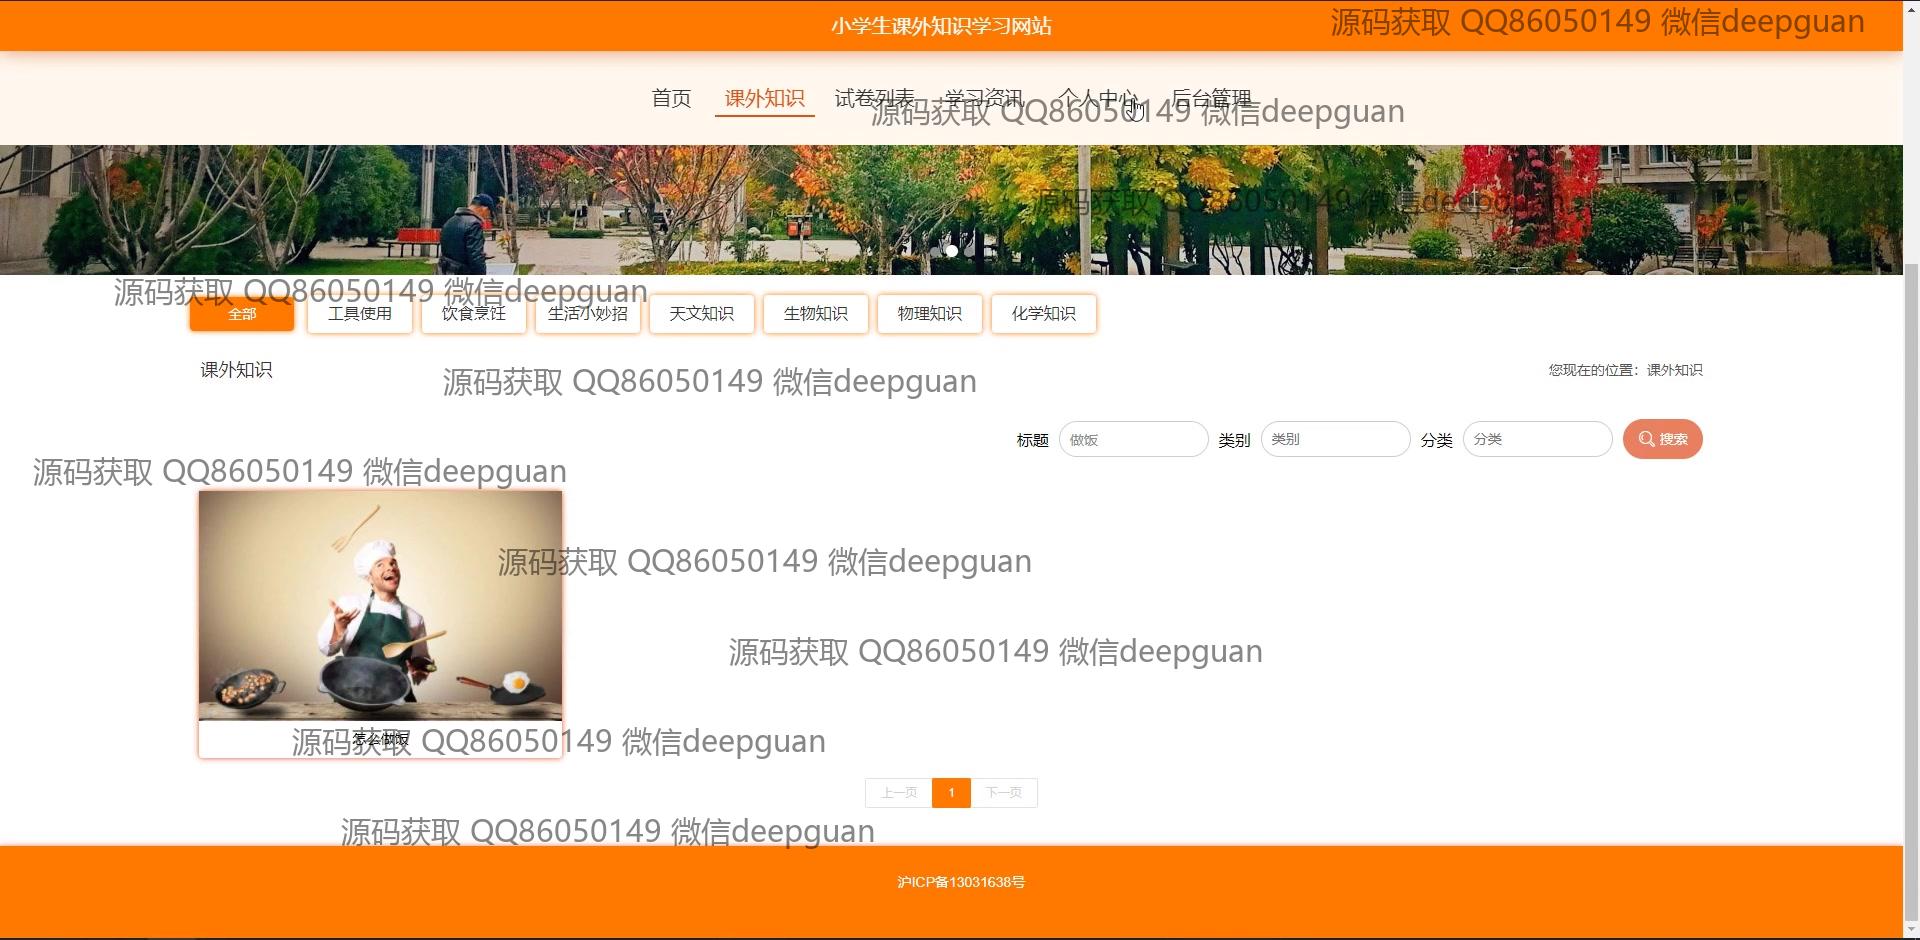 小学生课外知识学习网站
源码获取 QQ86050149 微信deepguan
首页 课外知识 试卷列表 学习资讯 个人中心 后台管理
源码获取 QQ86050149 微信deepguan
源码获取 QQ86050149 微信deepguan
源码获取 QQ86050149 微信deepguan
全部 工具使用 饮食烹饪 生活小妙招 天文知识 生物知识 物理知识 化学知识
课外知识 您现在的位置：课外知识
源码获取 QQ86050149 微信deepguan
标题 做饭 类别 类别 分类 分类 搜索
源码获取 QQ86050149 微信deepguan
源码获取 QQ86050149 微信deepguan
源码获取 QQ86050149 微信deepguan
怎么做饭
源码获取 QQ86050149 微信deepguan
上一页 1 下一页
源码获取 QQ86050149 微信deepguan
沪ICP备13031638号